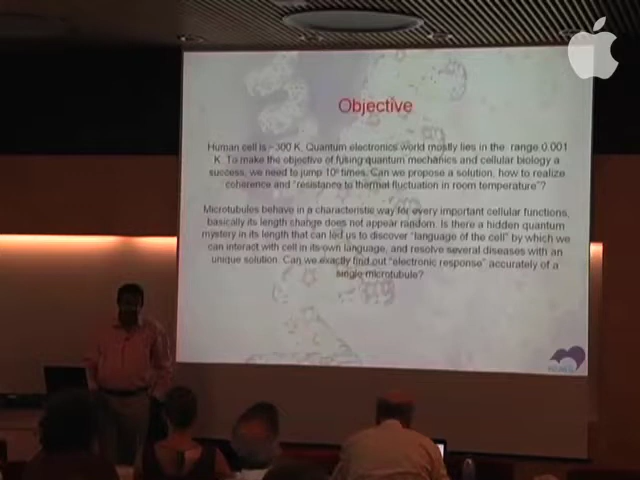 Objective
Human cell is ~300 K. Quantum electronics world mostly lies in the range 0.001
K. To make the objective of fusing quantum mechanics and cellular biology a
success, we need to jump 10⁵ times. Can we propose a solution, how to realize
coherence and "resistance to thermal fluctuation in room temperature"?
Microtubules behave in a characteristic way for every important cellular functions,
basically its length change does not appear random. Is there a hidden quantum
mystery in its length that can led us to discover "language of the cell" by which we
can interact with cell in its own language, and resolve several diseases with an
unique solution. Can we exactly find out "electronic response" accurately of a
single microtubule?